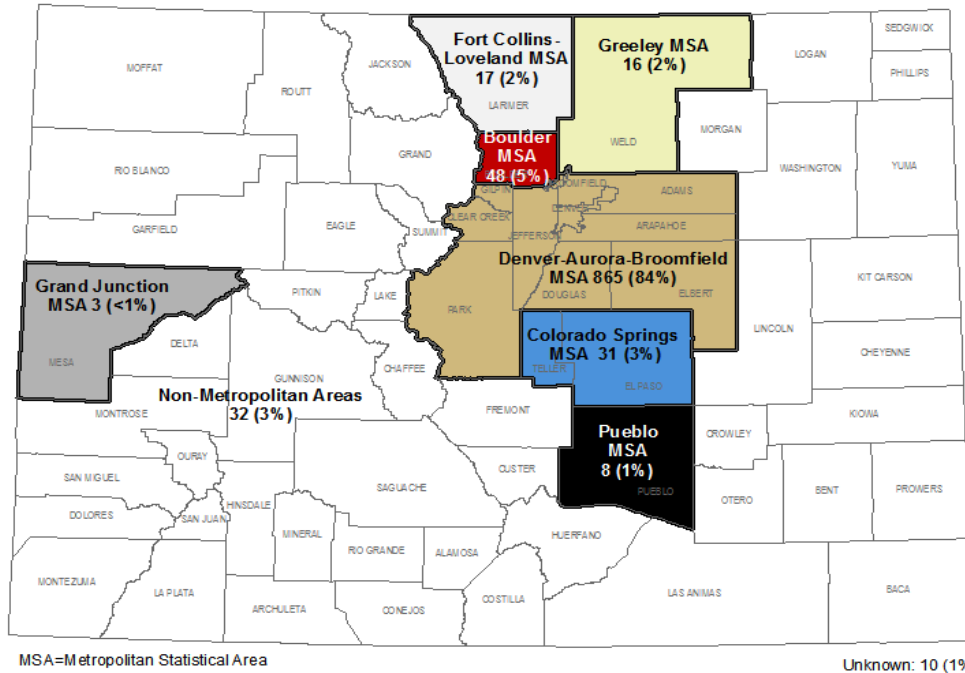 Fort Collins-
Loveland MSA
17 (2%)
Greeley MSA
16 (2%)
SEDGWICK
LOGAN
JACKSON
MOFFAT
PHILLIPS
ROUTT
LARMER
MORGAN
WELD
Boulder
MSA
48 (5%)
GRAND
WASHINGTON
YUMA
RIO BLANCO
GILPIN
ADAMS
DENVER
CLEAR CREEK
EAGLE
ARAPAHOE
GARFIELD
SUMMIT
JEFFERSON
Denver-Aurora-Broomfield
MSA 865 (84%)
KIT CARSON
Grand Junction
MSA 3 (<1%)
PITKIN
LAKE
DOUGLAS
ELBERT
PARK
LINCOLN
Colorado Springs
MSA 31 (3%)
DELTA
CHEYENNE
MESA
TELLER
CHAFFEE
GUNNISON
EL PASO
Non-Metropolitan Areas
32 (3%)
MONTROSE
FREMONT
KIOWA
Pueblo
MSA
8 (1%)
CROWLEY
OURAY
CUSTER
SAN MIGUEL
SAGUACHE
PUEBLO
BENT
PROWERS
OTERO
HINSDALE
DOLORES
SAN JUAN
MINERAL
HUERFANO
RIO GRANDE
ALAMOSA
MONTEZUMA
LA PLATA
COSTILLA
LAS ANIMAS
BACA
ARCHULETA
CONEJOS
MSA=Metropolitan Statistical Area
Unknown: 10 (1%